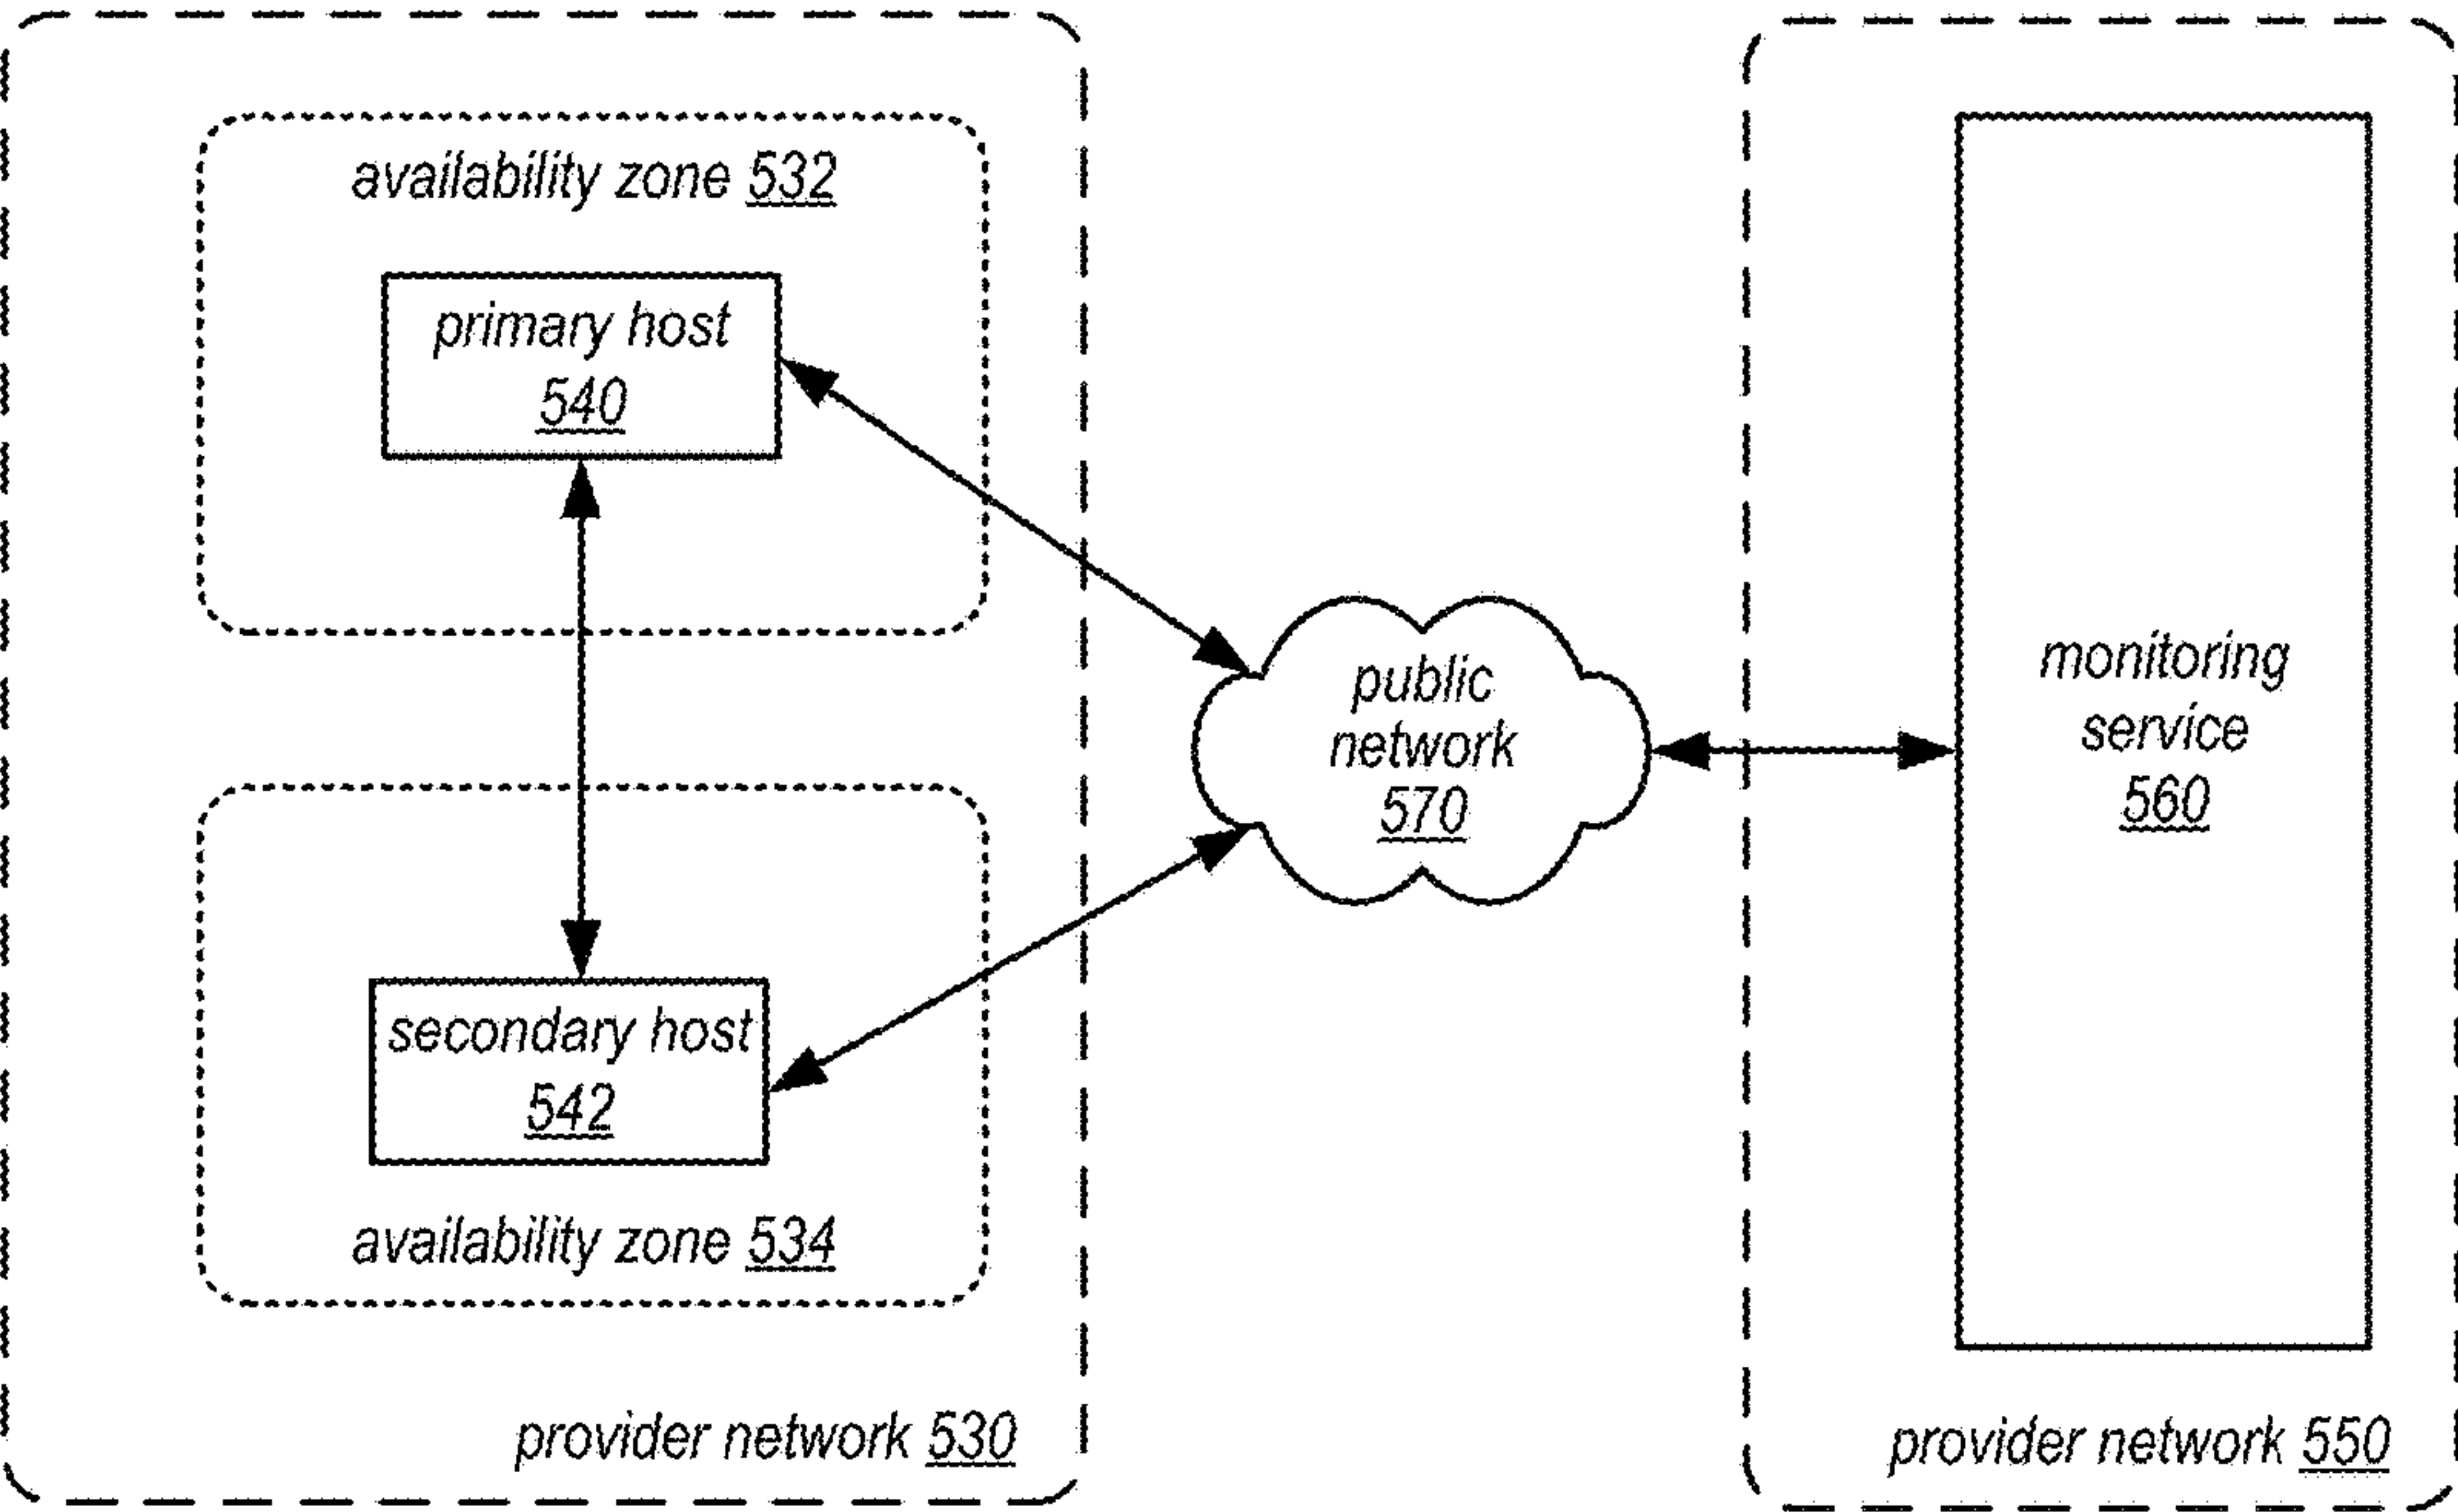 availability zone 532
primary host
540
secondary host
542
availability zone 534
provider network 530
public
network
570
monitoring
service
560
provider network 550